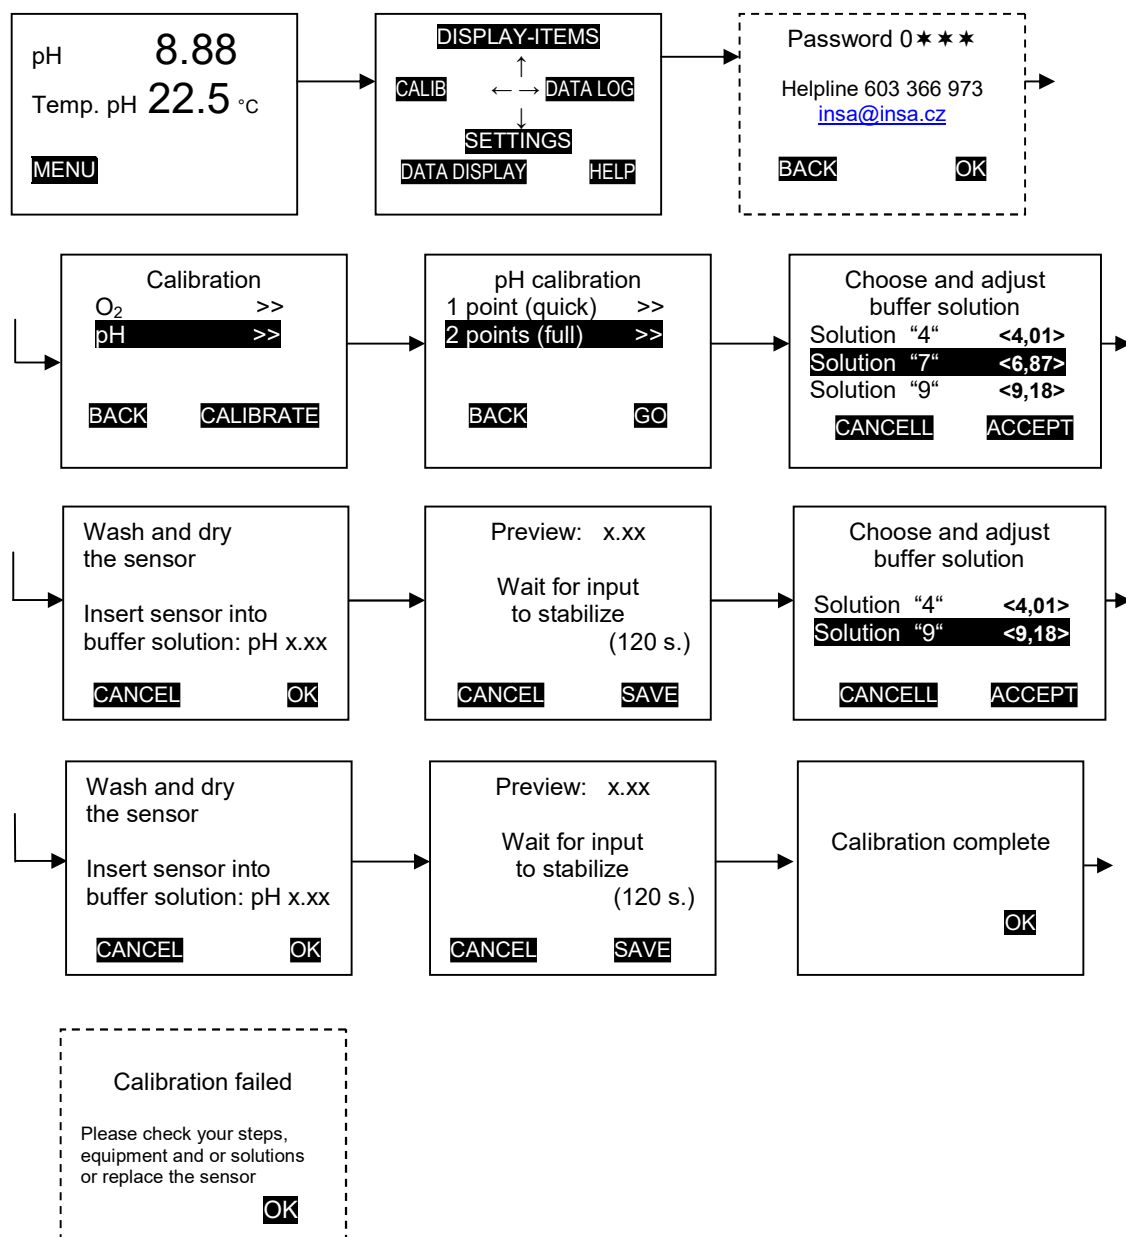 pH 8.88
Temp. pH 22.5 °C
MENU
DISPLAY-ITEMS
↑
CALIB ← → DATA LOG
↓
SETTINGS
DATA DISPLAY HELP
Password 0✶✶✶
Helpline 603 366 973
insa@insa.cz
BACK OK
Calibration
O₂ >>
pH >>
BACK CALIBRATE
pH calibration
1 point (quick) >>
2 points (full) >>
BACK GO
Choose and adjust
buffer solution
Solution “4“ <4,01>
Solution “7“ <6,87>
Solution “9“ <9,18>
CANCELL ACCEPT
Wash and dry
the sensor
Insert sensor into
buffer solution: pH x.xx
CANCEL OK
Preview: x.xx
Wait for input
to stabilize
(120 s.)
CANCEL SAVE
Choose and adjust
buffer solution
Solution “4“ <4,01>
Solution “9“ <9,18>
CANCELL ACCEPT
Wash and dry
the sensor
Insert sensor into
buffer solution: pH x.xx
CANCEL OK
Preview: x.xx
Wait for input
to stabilize
(120 s.)
CANCEL SAVE
Calibration complete
OK
Calibration failed
Please check your steps,
equipment and or solutions
or replace the sensor
OK